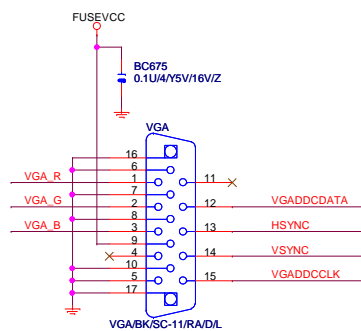 FUSEVCC
BC675
0.1U/4/Y5V/16V/Z
VGA
16
6
VGA_R 1 11
7
VGA_G 2 12 VGADDCDATA
8
VGA_B 3 13 HSYNC
9
4 14 VSYNC
10
5 15 VGADDCCLK
17
VGA/BK/SC-11/RA/D/L